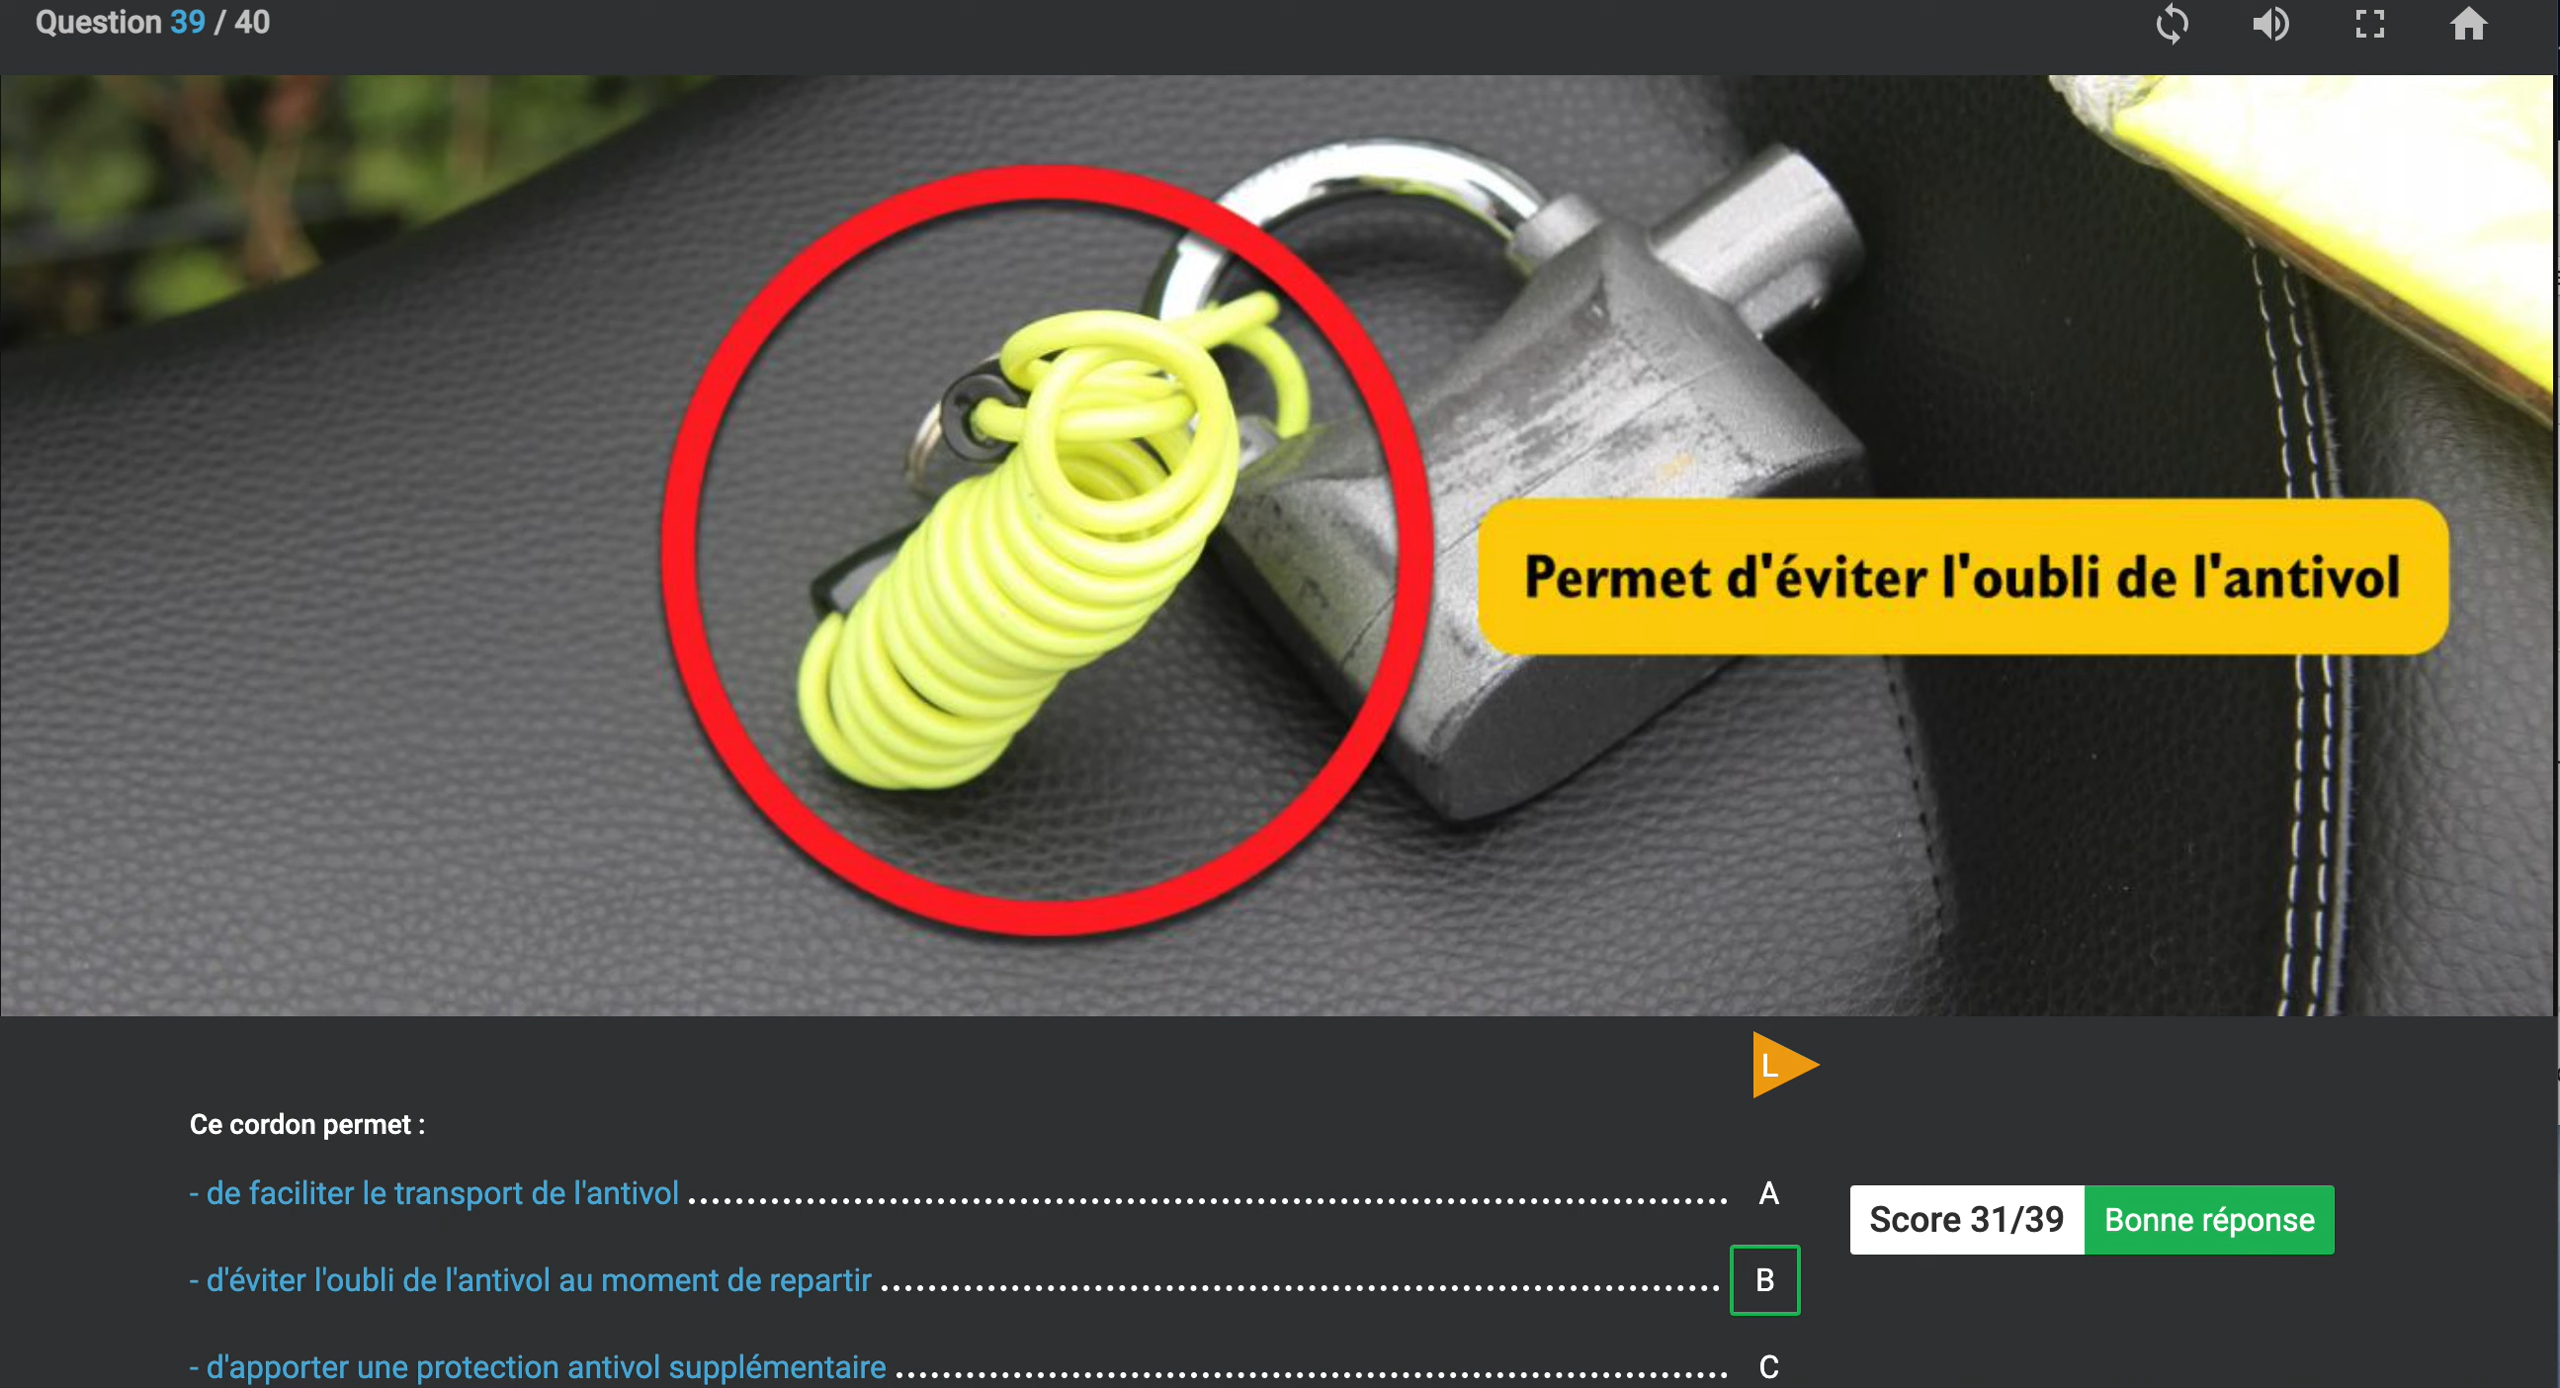 Question 39 / 40
Permet d'éviter l'oubli de l'antivol
L
Ce cordon permet :
- de faciliter le transport de l'antivol ........ A
Score 31/39 Bonne réponse
- d'éviter l'oubli de l'antivol au moment de repartir ........ B
- d'apporter une protection antivol supplémentaire ........ C